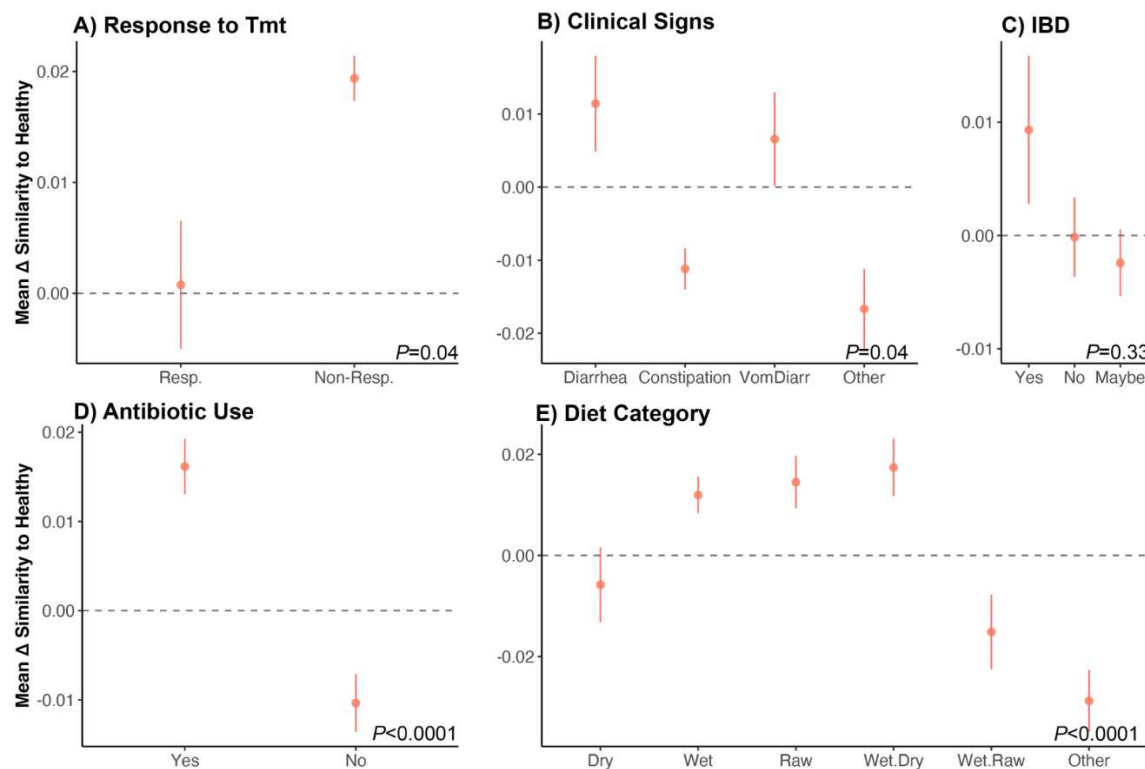 A) Response to Tmt
Mean Δ Similarity to Healthy
0.02
0.01
0.00
P=0.04
Resp. Non-Resp.
B) Clinical Signs
0.01
0.00
-0.01
-0.02
P=0.04
Diarrhea Constipation VomDiarr Other
C) IBD
0.01
0.00
-0.01
P=0.33
Yes No Maybe
D) Antibiotic Use
Mean Δ Similarity to Healthy
0.02
0.01
0.00
-0.01
P<0.0001
Yes No
E) Diet Category
0.02
0.00
-0.02
P<0.0001
Dry Wet Raw Wet.Dry Wet.Raw Other